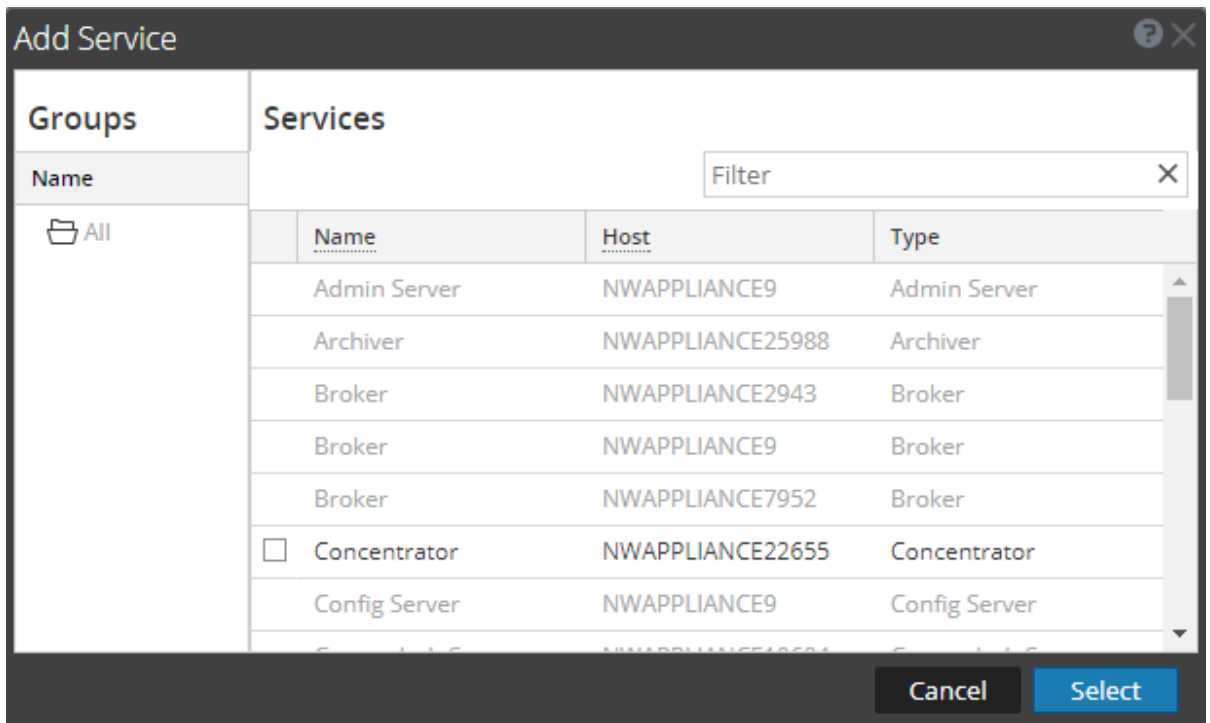 Add Service
Groups
Services
Name
Filter
All
Name Host Type
Admin Server NWAPPLIANCE9 Admin Server
Archiver NWAPPLIANCE25988 Archiver
Broker NWAPPLIANCE2943 Broker
Broker NWAPPLIANCE9 Broker
Broker NWAPPLIANCE7952 Broker
Concentrator NWAPPLIANCE22655 Concentrator
Config Server NWAPPLIANCE9 Config Server
Cancel Select